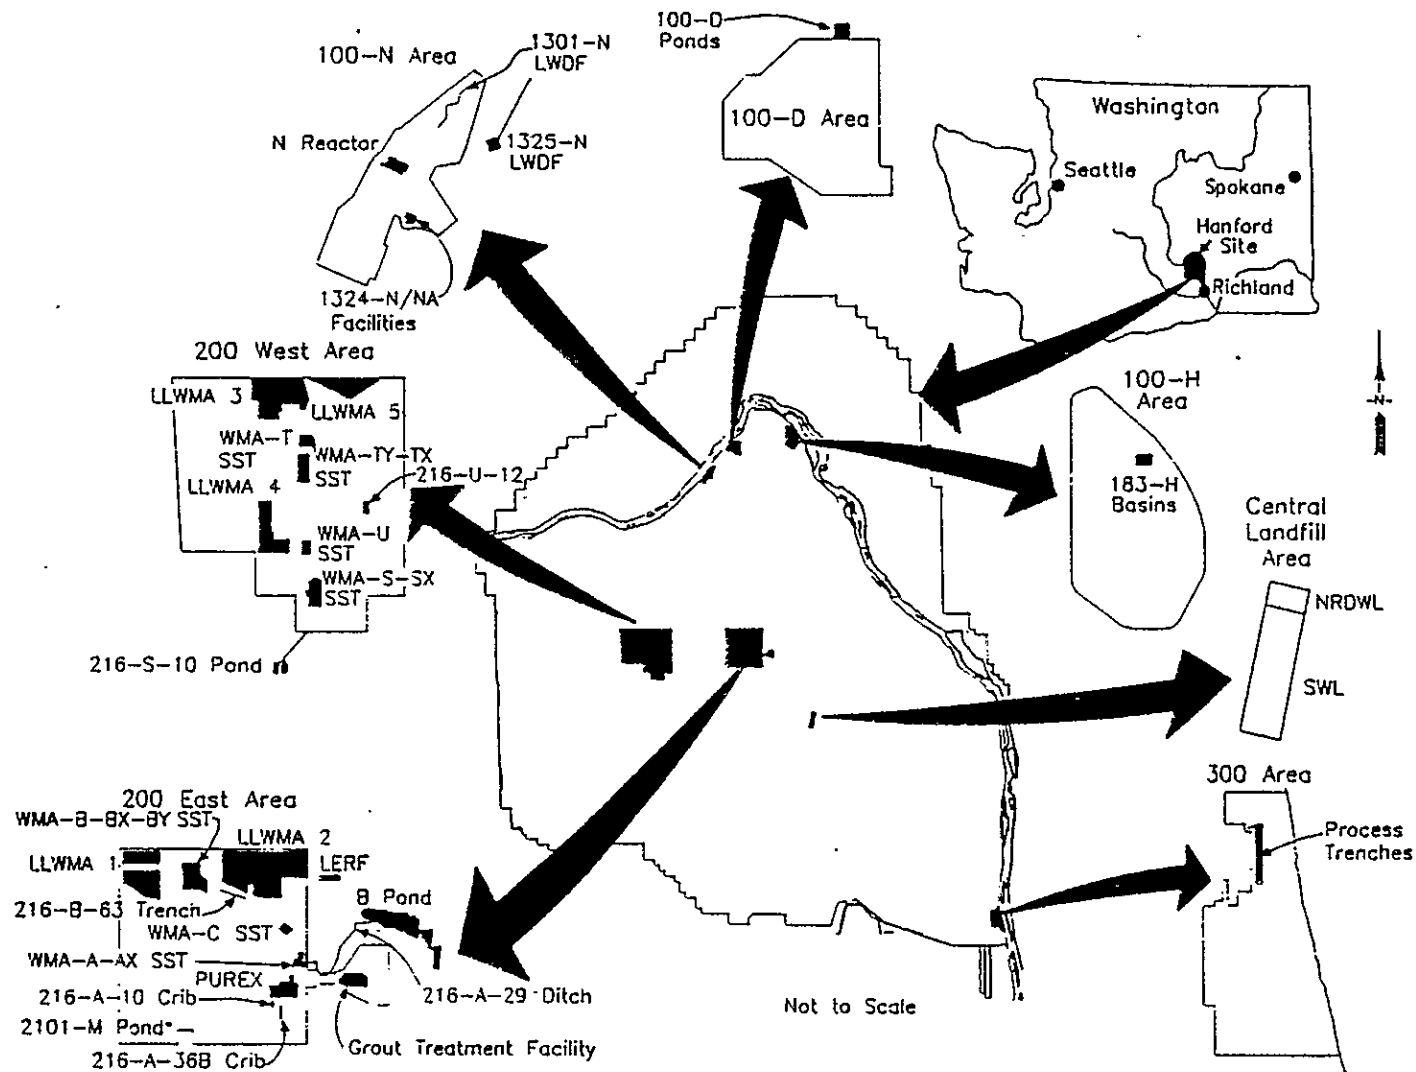 100-D
Ponds
100-N Area
1301-N
LWDF
Washington
100-D Area
N Reactor
1325-N
LWDF
Seattle
Spokane
Hanford
Site
Richland
1324-N/NA
Facilities
200 West Area
LLWMA 3
LLWMA 5
WMA-T
SST
WMA-TY-TX
SST
LLWMA 4
216-U-12
WMA-U
SST
WMA-S-SX
SST
216-S-10 Pond
100-H
Area
183-H
Basins
-N-
Central
Landfill
Area
NRDWL
SWL
300 Area
Process
Trenches
200 East Area
WMA-B-BX-BY SST
LLWMA 2
LLWMA 1
LERF
B Pond
216-B-63 Trench
WMA-C SST
WMA-A-AX SST
PUREX
216-A-10 Crib
216-A-29 Ditch
2101-M Pond
216-A-36B Crib
Grout Treatment Facility
Not to Scale